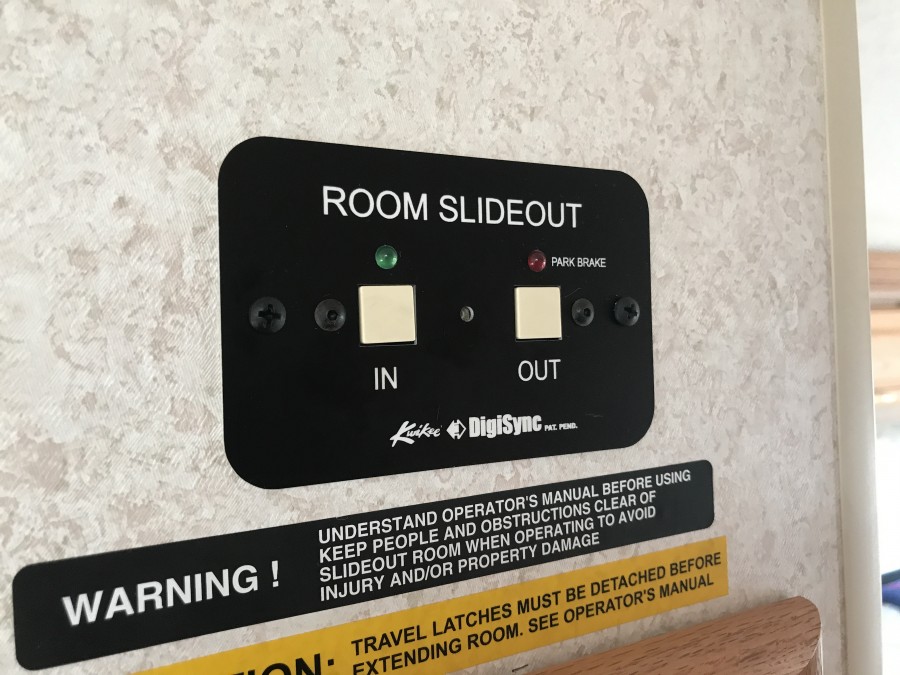 ROOM SLIDEOUT
PARK BRAKE
IN
OUT
Kwikee DigiSync PAT. PEND.
WARNING !
UNDERSTAND OPERATOR'S MANUAL BEFORE USING
KEEP PEOPLE AND OBSTRUCTIONS CLEAR OF
SLIDEOUT ROOM WHEN OPERATING TO AVOID
INJURY AND/OR PROPERTY DAMAGE
TRAVEL LATCHES MUST BE DETACHED BEFORE
EXTENDING ROOM. SEE OPERATOR'S MANUAL